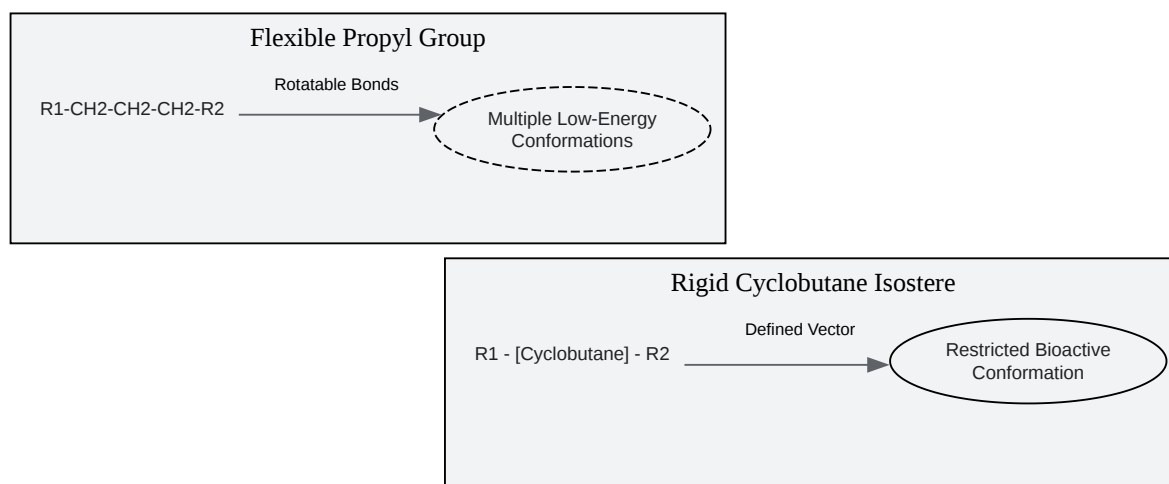 Flexible Propyl Group
Rotatable Bonds
R1-CH2-CH2-CH2-R2
Multiple Low-Energy
Conformations
Rigid Cyclobutane Isostere
Defined Vector
R1 - [Cyclobutane] - R2
Restricted Bioactive
Conformation